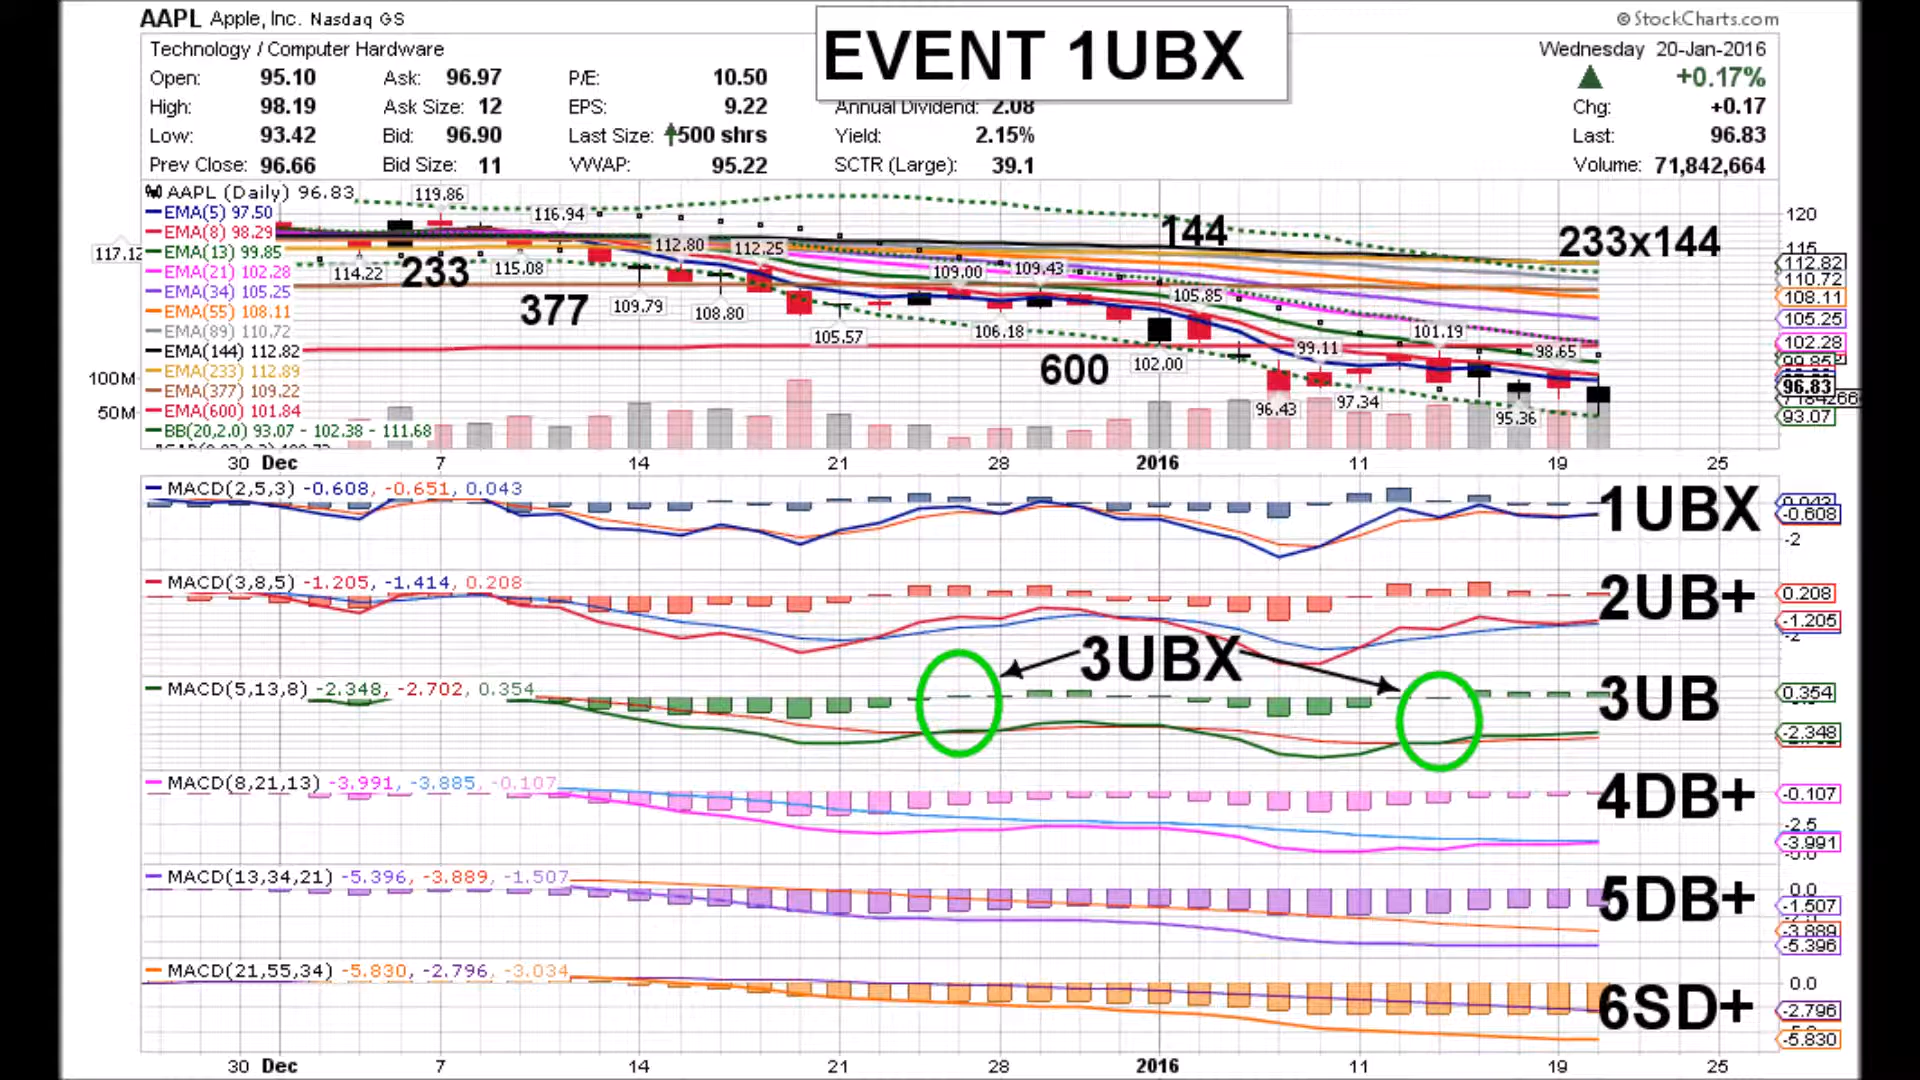 AAPL Apple, Inc. Nasdaq GS
© StockCharts.com
EVENT 1UBX
Technology / Computer Hardware
Wednesday 20-Jan-2016
Open: 95.10 Ask: 96.97 P/E: 10.50
+0.17%
High: 98.19 Ask Size: 12 EPS: 9.22 Annual Dividend: 2.08
Chg: +0.17
Low: 93.42 Bid: 96.90 Last Size: 500 shrs Yield: 2.15%
Last: 96.83
Prev Close: 96.66 Bid Size: 11 VWAP: 95.22 SCTR (Large): 39.1
Volume: 71,842,664
AAPL (Daily) 96.83
EMA(5) 97.50
EMA(8) 98.29
EMA(13) 99.85
EMA(21) 102.28
EMA(34) 105.25
EMA(55) 108.11
EMA(89) 110.72
EMA(144) 112.82
EMA(233) 112.89
EMA(377) 109.22
EMA(600) 101.84
BB(20,2.0) 93.07 - 102.38 - 111.68
117.12
100M
50M
119.86
116.94
114.22
115.08
112.80
112.25
109.79
108.80
105.57
109.00
109.43
106.18
105.85
102.00
99.11
96.43
97.34
101.19
95.36
98.65
233
377
144
600
233x144
120
115
112.82
110.72
108.11
105.25
102.28
96.83
93.07
30 Dec 7 14 21 28 2016 11 19 25
MACD(2,5,3) -0.608, -0.651, 0.043
1UBX
0.043
-0.608
-2
MACD(3,8,5) -1.205, -1.414, 0.208
2UB+
0.208
-1.205
-2
3UBX
MACD(5,13,8) -2.348, -2.702, 0.354
3UB
0.354
-2.348
MACD(8,21,13) -3.991, -3.885, -0.107
4DB+
-0.107
-2.5
-3.991
MACD(13,34,21) -5.396, -3.889, -1.507
5DB+
0.0
-1.507
-3.889
-5.396
MACD(21,55,34) -5.830, -2.796, -3.034
6SD+
0.0
-2.796
-5.830
30 Dec 7 14 21 28 2016 11 19 25